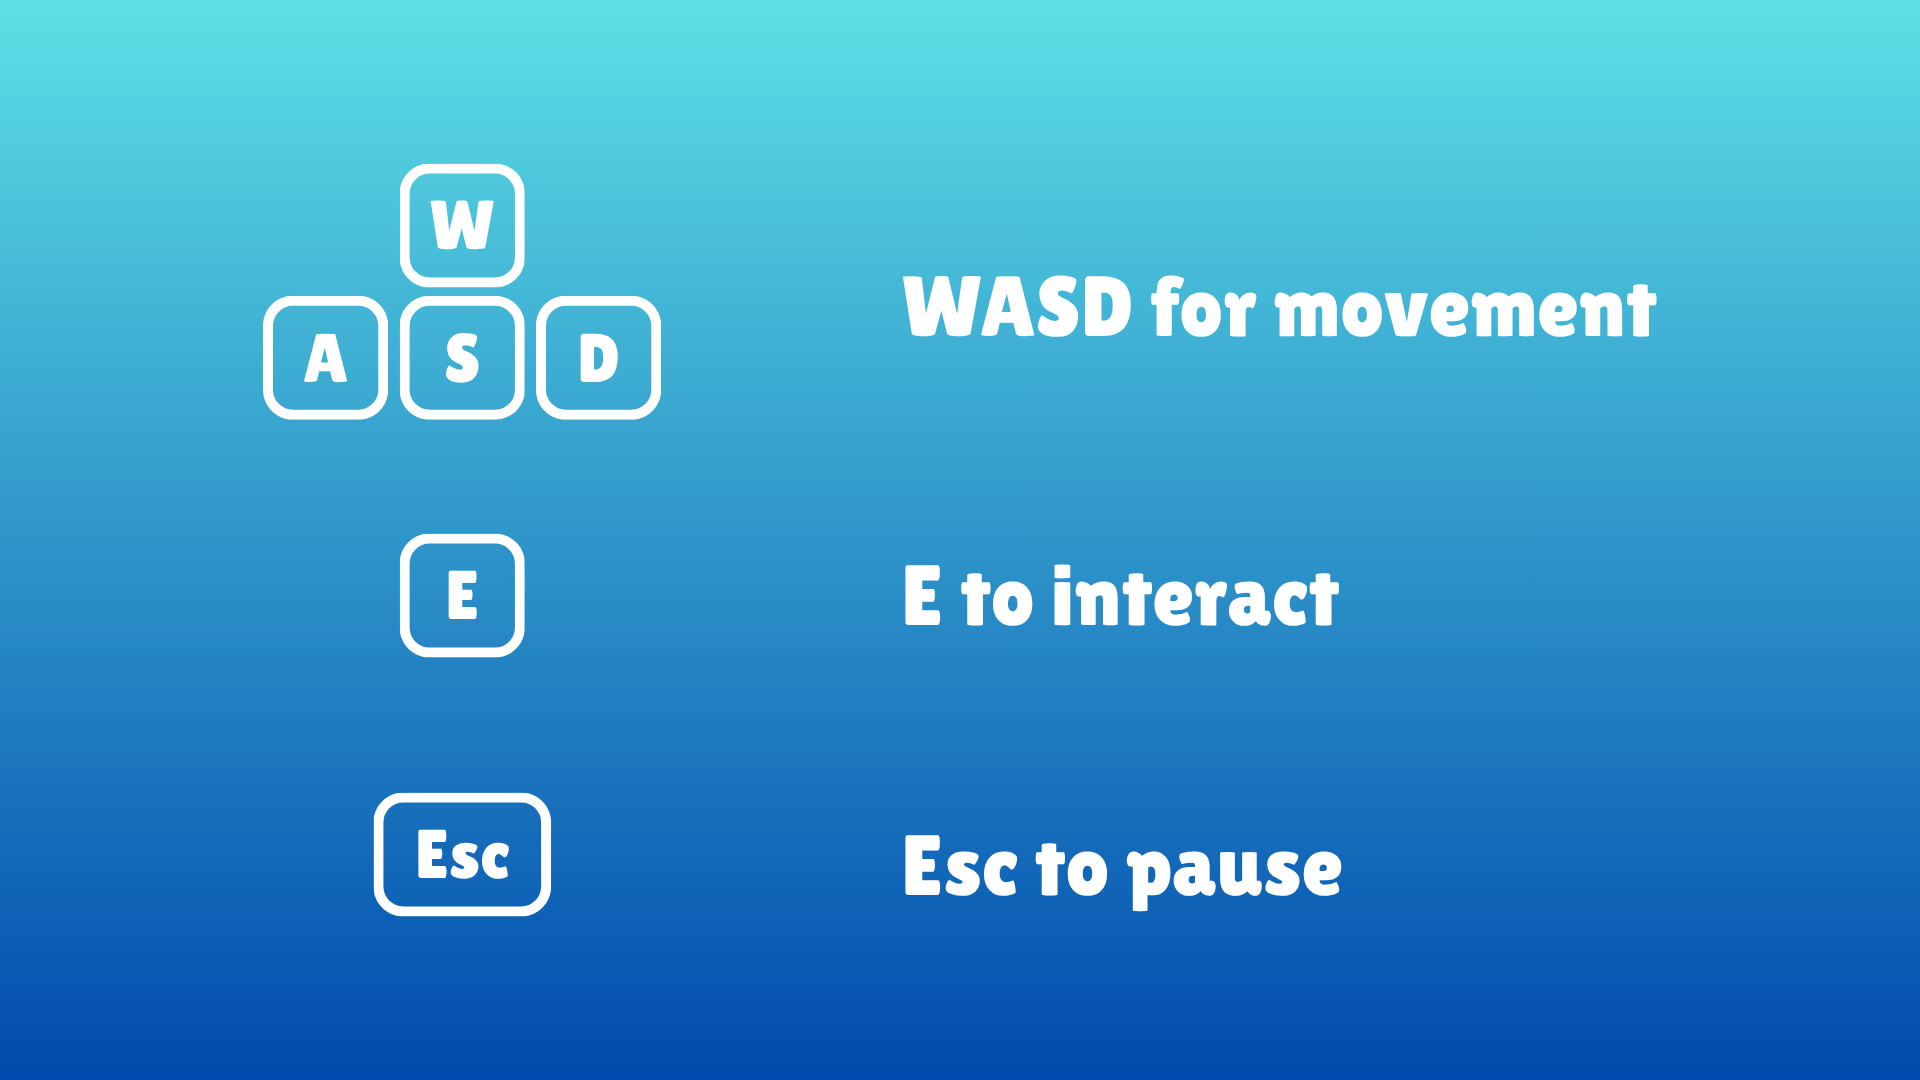 W
A S D
WASD for movement
E
E to interact
Esc
Esc to pause